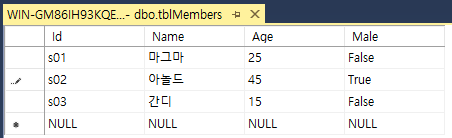 WIN-GM86IH93KQE...- dbo.tblMembers
Id Name Age Male
s01 마그마 25 False
s02 아놀드 45 True
s03 간디 15 False
NULL NULL NULL NULL